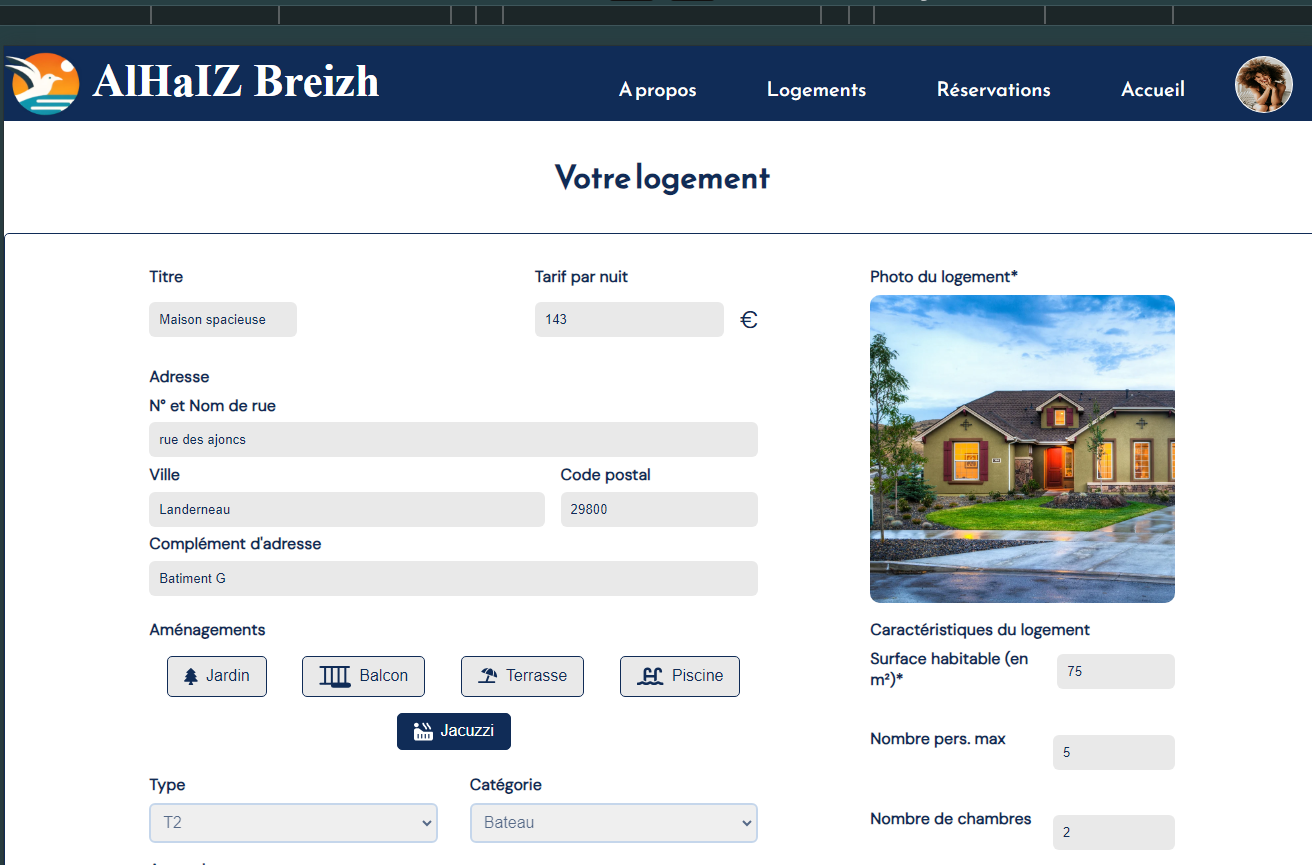 AlHaIZ Breizh
A propos
Logements
Réservations
Accueil
Votre logement
Titre
Tarif par nuit
Maison spacieuse
143
€
Adresse
N° et Nom de rue
rue des ajoncs
Ville
Code postal
Landerneau
29800
Complément d'adresse
Batiment G
Aménagements
Jardin
Balcon
Terrasse
Piscine
Jacuzzi
Type
Catégorie
T2
Bateau
Photo du logement*
Caractéristiques du logement
Surface habitable (en
m²)*
75
Nombre pers. max
5
Nombre de chambres
2